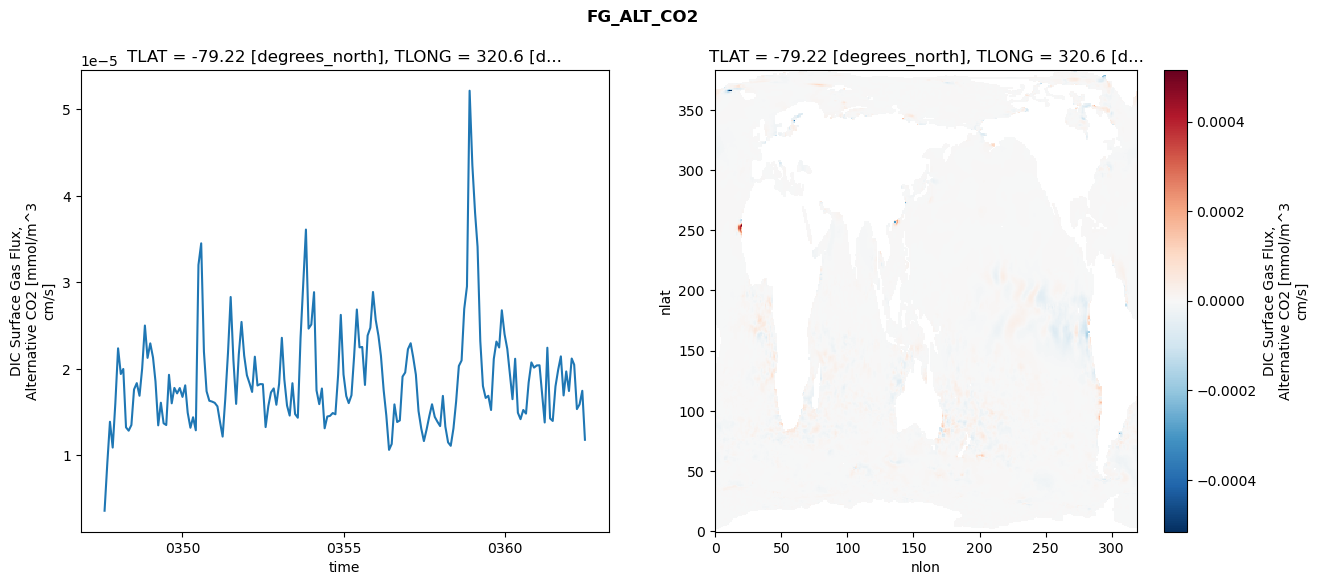 FG_ALT_CO2
TLAT = -79.22 [degrees_north], TLONG = 320.6 [d...
1e−5
5
4
3
2
1
DIC Surface Gas Flux,
Alternative CO2 [mmol/m^3
cm/s]
0350
0355
0360
time
TLAT = -79.22 [degrees_north], TLONG = 320.6 [d...
350
300
250
200
150
100
50
0
nlat
0
50
100
150
200
250
300
nlon
0.0004
0.0002
0.0000
−0.0002
−0.0004
DIC Surface Gas Flux,
Alternative CO2 [mmol/m^3
cm/s]